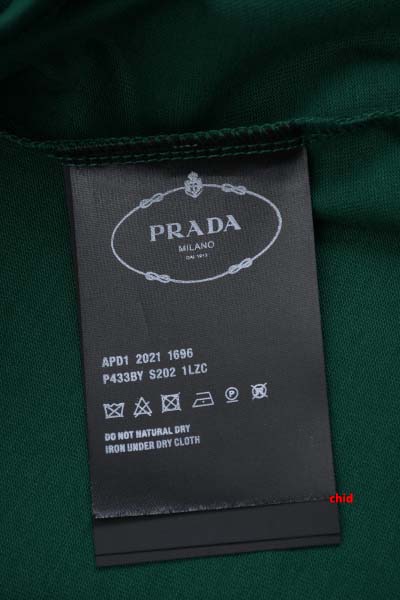 PRADA
MILANO
DAL 1913
APD1 2021 1696
P433BY S202 1LZC
DO NOT NATURAL DRY
IRON UNDER DRY CLOTH
chid